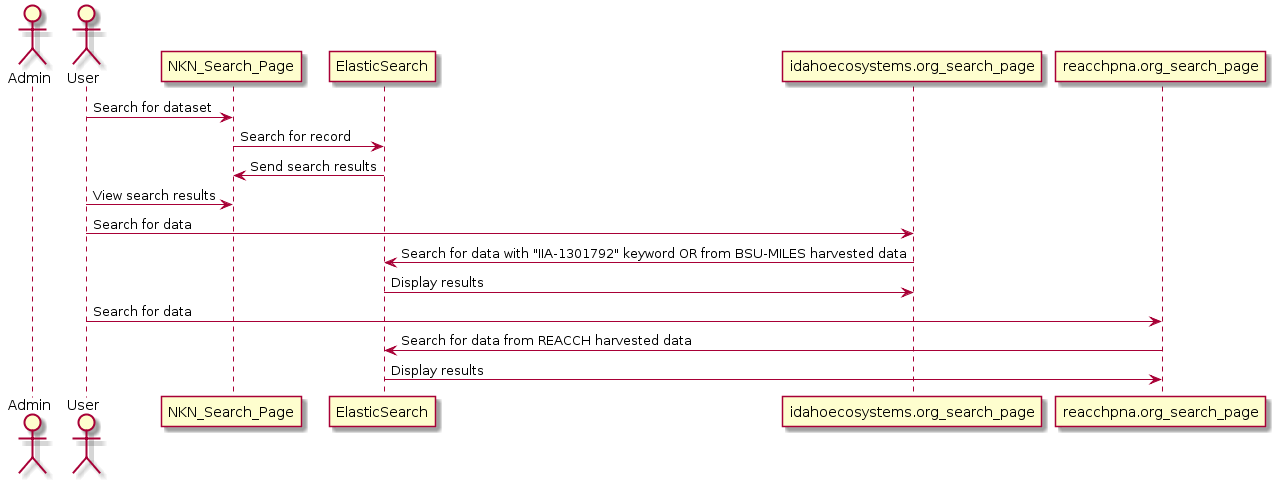 Admin
User
NKN_Search_Page
ElasticSearch
idahoecosystems.org_search_page
reacchpna.org_search_page
Search for dataset
Search for record
Send search results
View search results
Search for data
Search for data with "IIA-1301792" keyword OR from BSU-MILES harvested data
Display results
Search for data
Search for data from REACCH harvested data
Display results
Admin
User
NKN_Search_Page
ElasticSearch
idahoecosystems.org_search_page
reacchpna.org_search_page